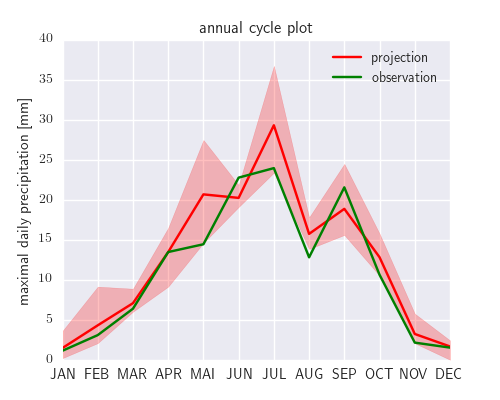 annual cycle plot
projection
observation
maximal daily precipitation [mm]
40
35
30
25
20
15
10
5
0
JAN FEB MAR APR MAI JUN JUL AUG SEP OCT NOV DEC